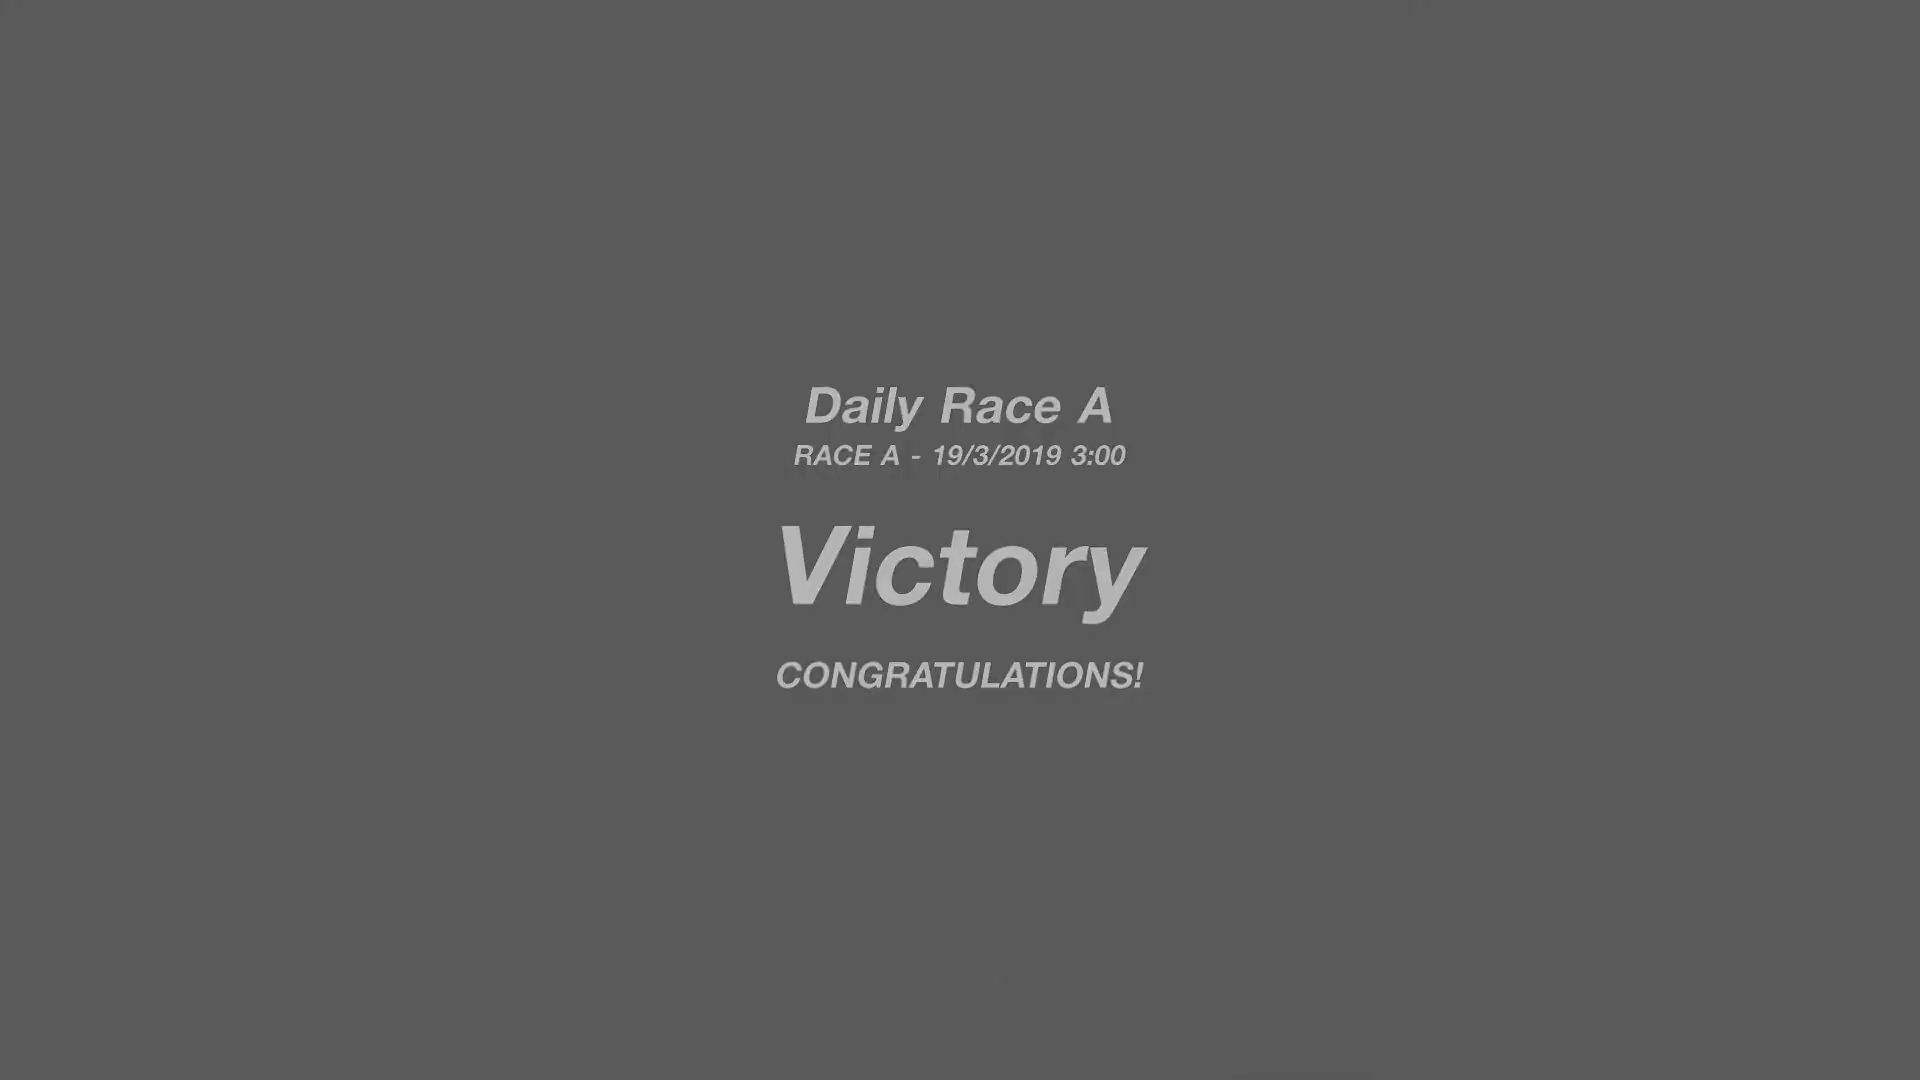 Daily Race A
RACE A - 19/3/2019 3:00
Victory
CONGRATULATIONS!